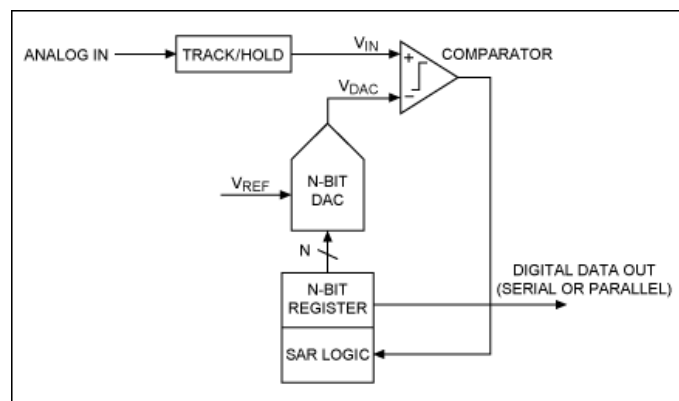 ANALOG IN
TRACK/HOLD
VIN
COMPARATOR
+
−
VDAC
VREF
N-BIT
DAC
N
N-BIT
REGISTER
SAR LOGIC
DIGITAL DATA OUT
(SERIAL OR PARALLEL)